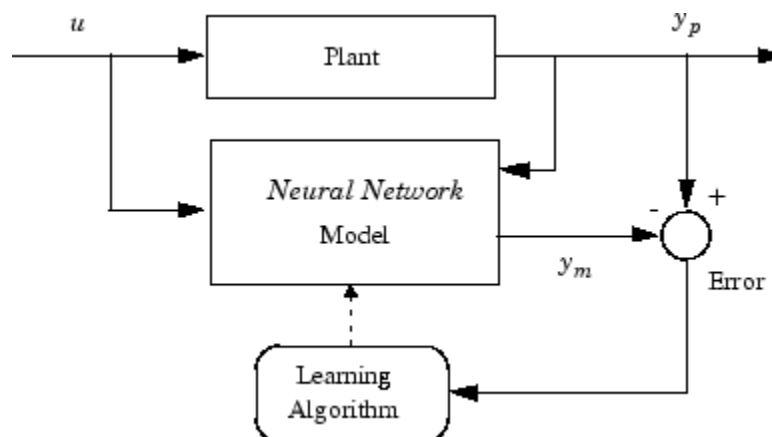 u
y_p
Plant
Neural Network
Model
- +
y_m
Error
Learning
Algorithm